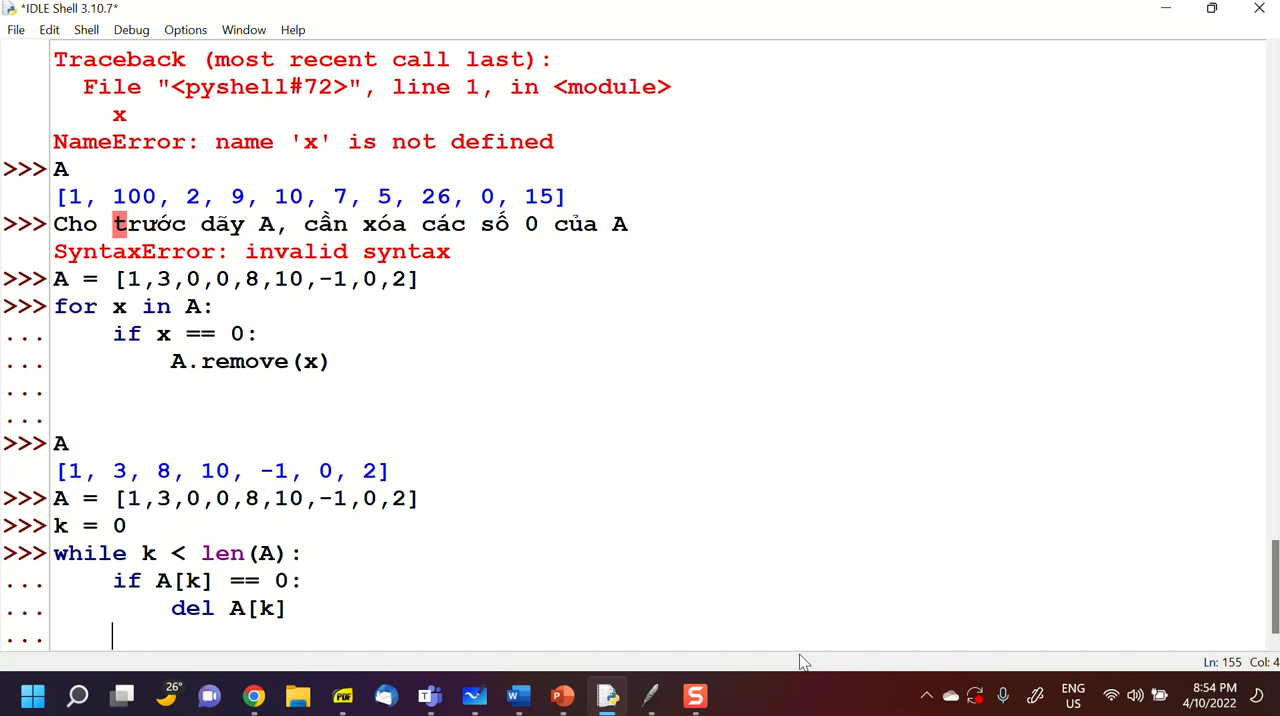 *IDLE Shell 3.10.7*
File Edit Shell Debug Options Window Help
Traceback (most recent call last):
  File "<pyshell#72>", line 1, in <module>
    x
NameError: name 'x' is not defined
>>> A
[1, 100, 2, 9, 10, 7, 5, 26, 0, 15]
>>> Cho trước dãy A, cần xóa các số 0 của A
SyntaxError: invalid syntax
>>> A = [1,3,0,0,8,10,-1,0,2]
>>> for x in A:
...     if x == 0:
...         A.remove(x)
...
...
>>> A
[1, 3, 8, 10, -1, 0, 2]
>>> A = [1,3,0,0,8,10,-1,0,2]
>>> k = 0
>>> while k < len(A):
...     if A[k] == 0:
...         del A[k]
...
Ln: 155 Col: 4
26°
PDF
ENG
US
8:54 PM
4/10/2022